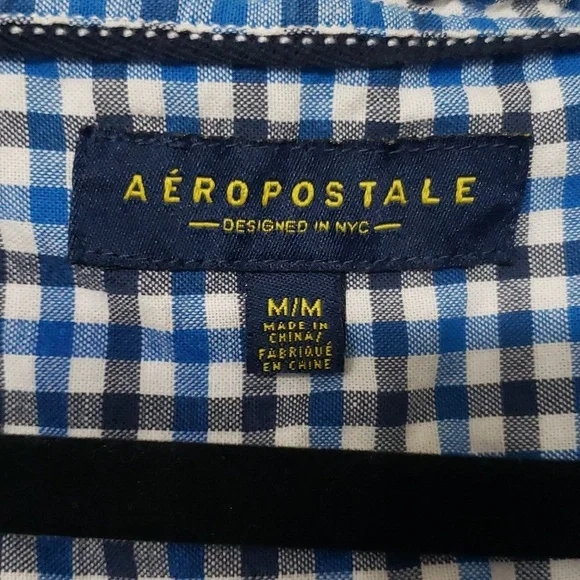 AÉROPOSTALE
DESIGNED IN NYC
M/M
MADE IN
CHINA/
FABRIQUÉ
EN CHINE